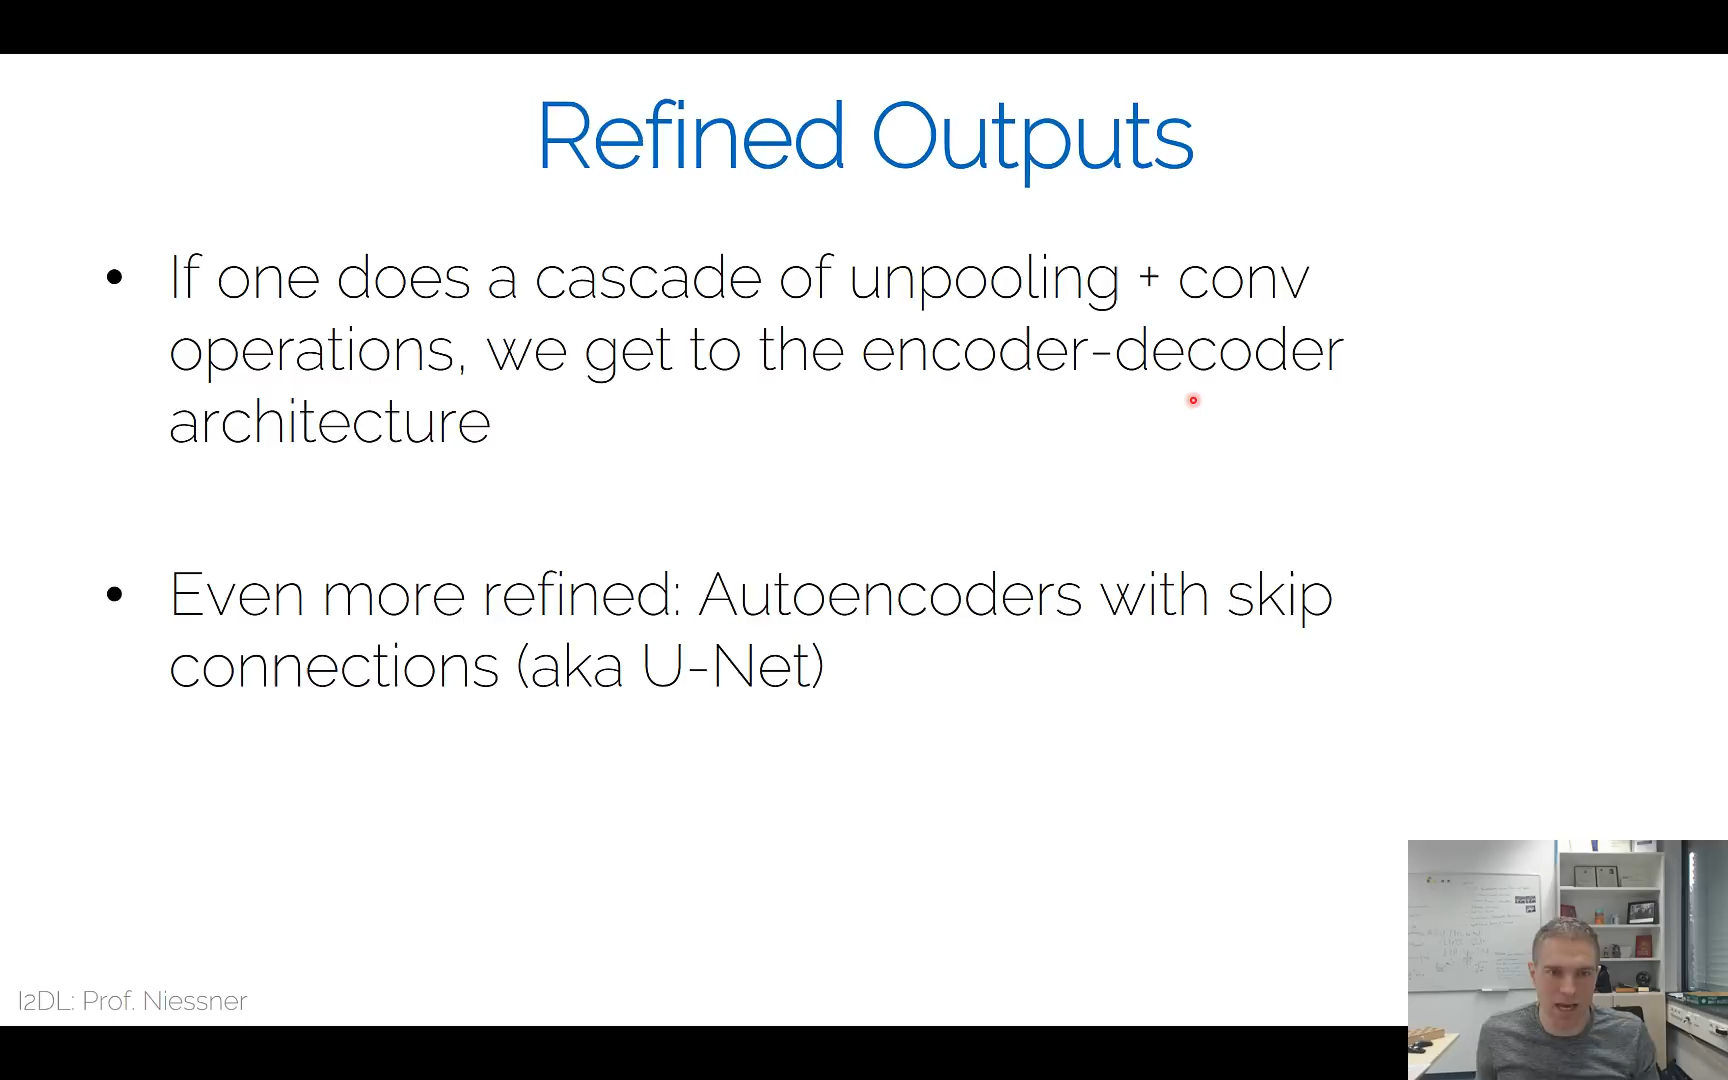 Refined Outputs
• If one does a cascade of unpooling + conv
operations, we get to the encoder-decoder
architecture
• Even more refined: Autoencoders with skip
connections (aka U-Net)
I2DL: Prof. Niessner